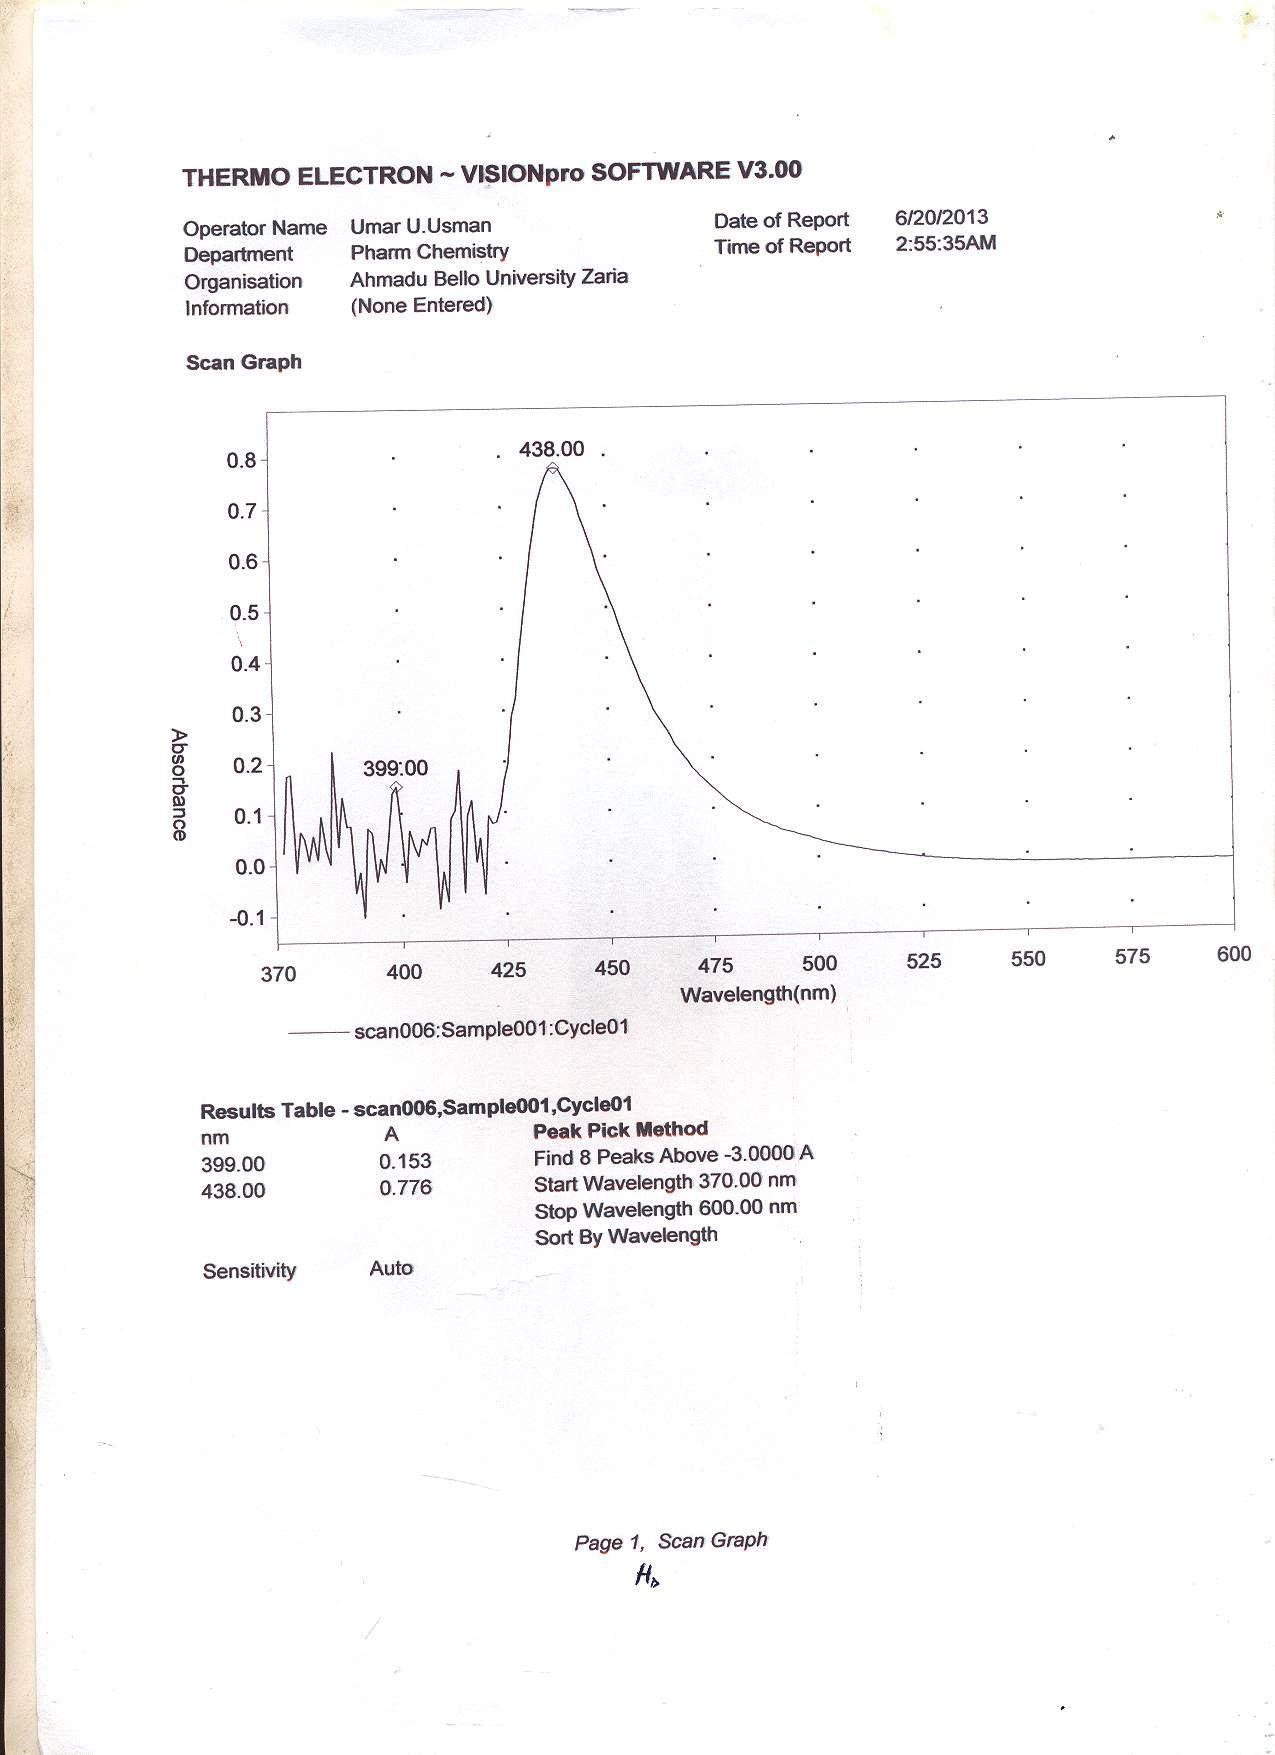 THERMO ELECTRON ~ VISIONpro SOFTWARE V3.00
Operator Name Umar U.Usman Date of Report 6/20/2013
Department Pharm Chemistry Time of Report 2:55:35AM
Organisation Ahmadu Bello University Zaria
Information (None Entered)
Scan Graph
438.00
0.8
0.7
0.6
0.5
0.4
0.3
0.2
399.00
0.1
0.0
-0.1
Absorbance
370 400 425 450 475 500 525 550 575 600
Wavelength(nm)
scan006:Sample001:Cycle01
Results Table - scan006,Sample001,Cycle01
nm A Peak Pick Method
399.00 0.153 Find 8 Peaks Above -3.0000 A
438.00 0.776 Start Wavelength 370.00 nm
Stop Wavelength 600.00 nm
Sort By Wavelength
Sensitivity Auto
Page 1, Scan Graph